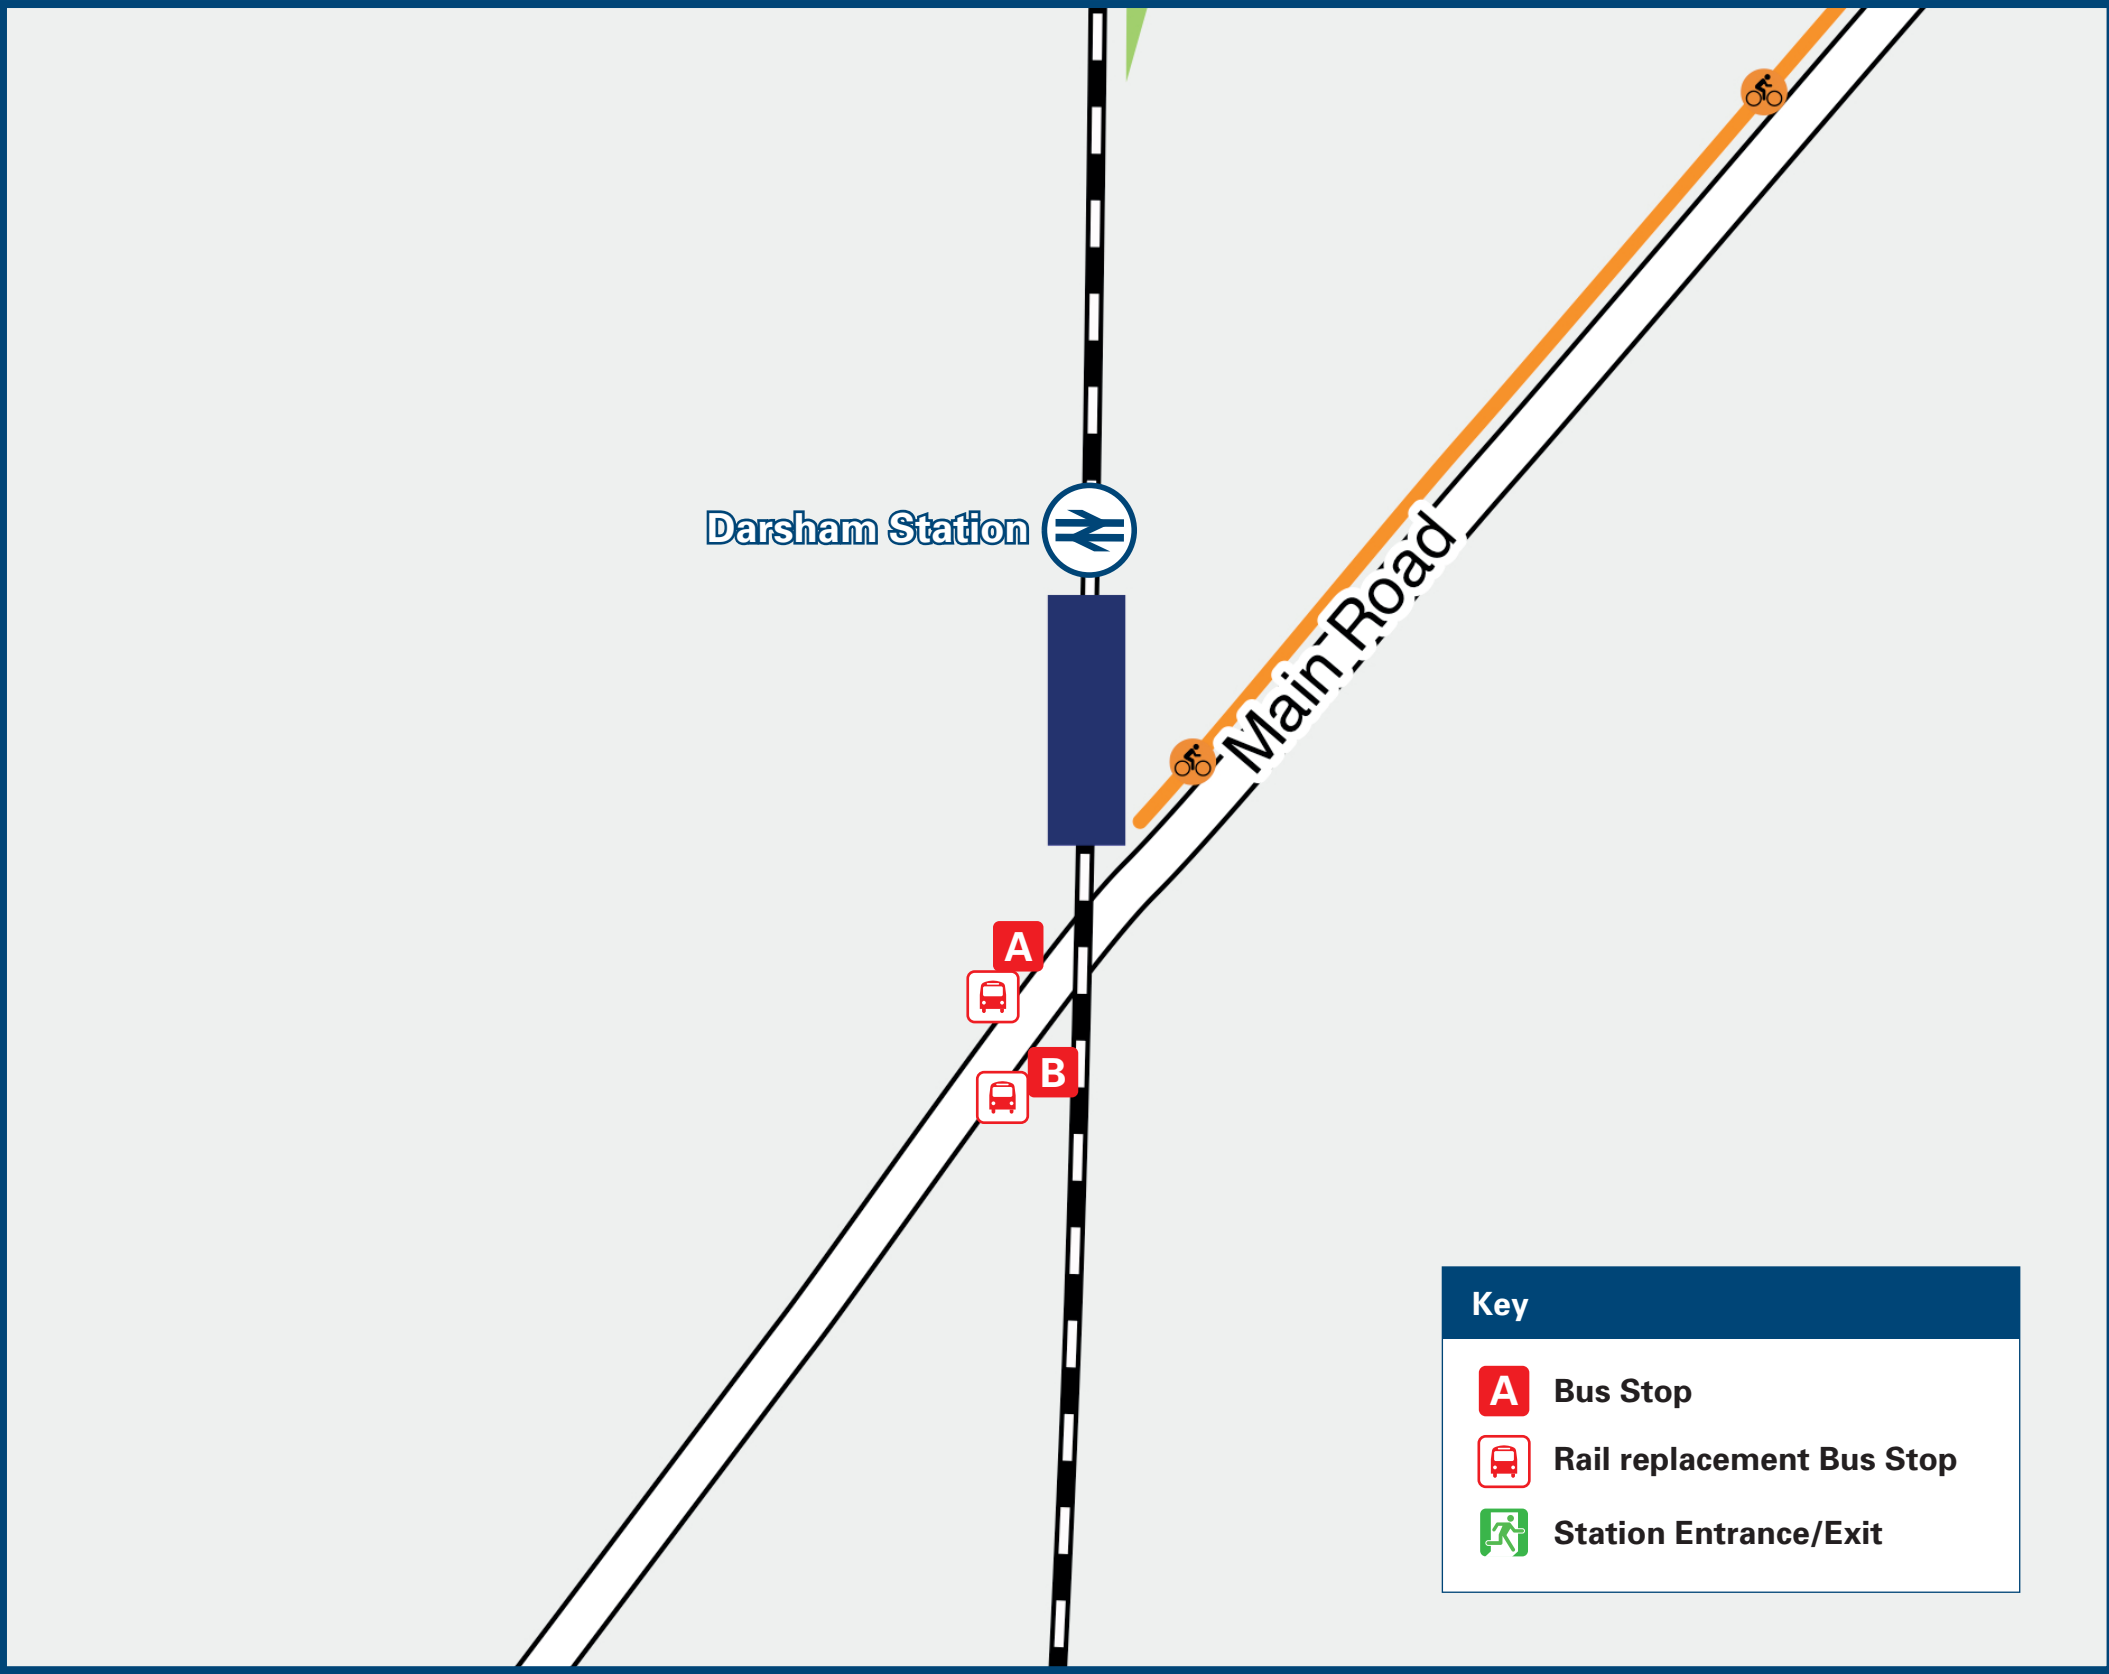 Darsham Station
Main Road
A
B
Key
A Bus Stop
Rail replacement Bus Stop
Station Entrance/Exit